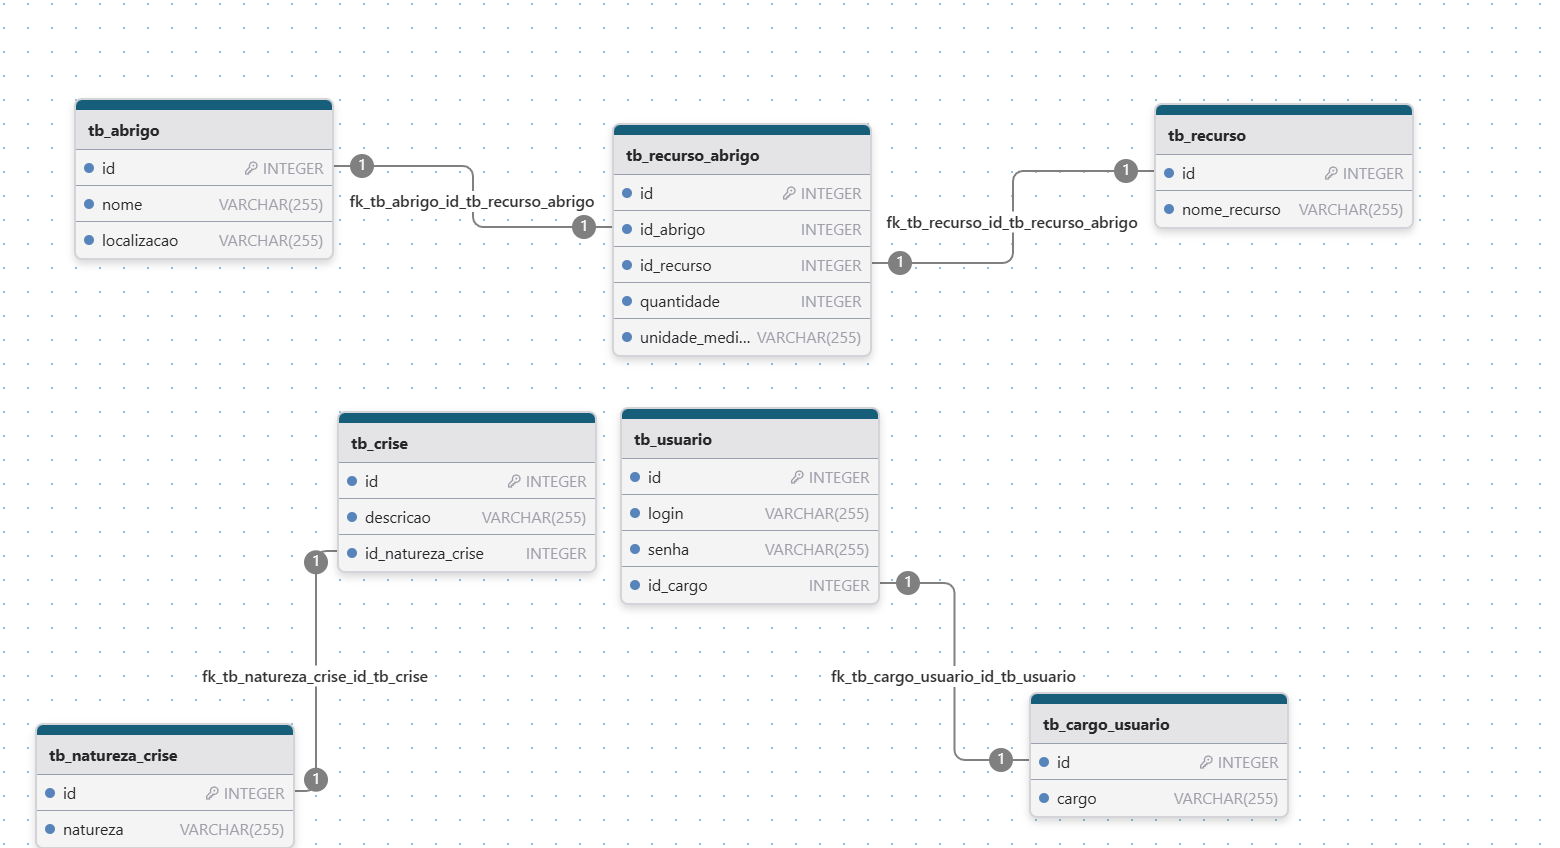 tb_abrigo
id INTEGER
nome VARCHAR(255)
localizacao VARCHAR(255)
1
fk_tb_abrigo_id_tb_recurso_abrigo
1
tb_recurso_abrigo
id INTEGER
id_abrigo INTEGER
id_recurso INTEGER
quantidade INTEGER
unidade_medi... VARCHAR(255)
1
fk_tb_recurso_id_tb_recurso_abrigo
1
tb_recurso
id INTEGER
nome_recurso VARCHAR(255)
tb_crise
id INTEGER
descricao VARCHAR(255)
id_natureza_crise INTEGER
1
fk_tb_natureza_crise_id_tb_crise
1
tb_natureza_crise
id INTEGER
natureza VARCHAR(255)
tb_usuario
id INTEGER
login VARCHAR(255)
senha VARCHAR(255)
id_cargo INTEGER
1
fk_tb_cargo_usuario_id_tb_usuario
1
tb_cargo_usuario
id INTEGER
cargo VARCHAR(255)